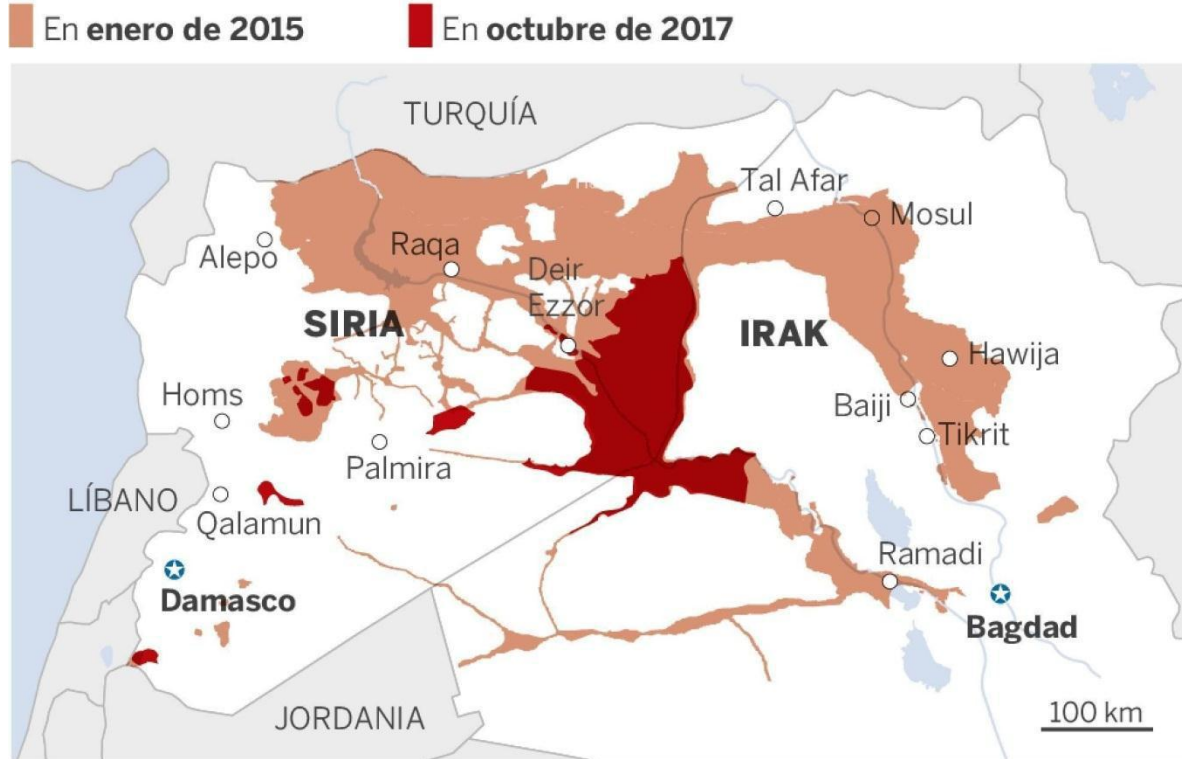 En enero de 2015
En octubre de 2017
TURQUÍA
Tal Afar
Mosul
Alepo
Raqa
Deir
Ezzor
SIRIA
IRAK
Hawija
Homs
Baiji
Tikrit
Palmira
LÍBANO
Qalamun
Ramadi
Damasco
Bagdad
JORDANIA
100 km